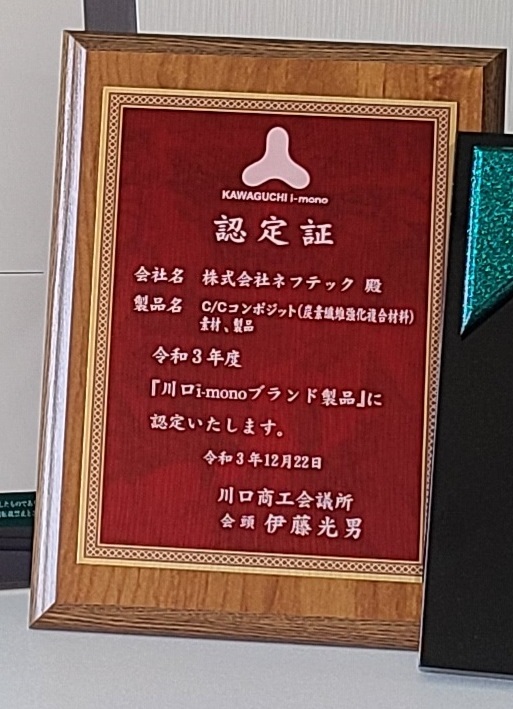 KAWAGUCHI i-mono
認定証
会社名 株式会社ネフテック 殿
製品名 C/Cコンポジット(炭素繊維強化複合材料)
素材、製品
令和3年度
『川口i-monoブランド製品』に
認定いたします。
令和3年12月22日
川口商工会議所
会頭 伊藤光男